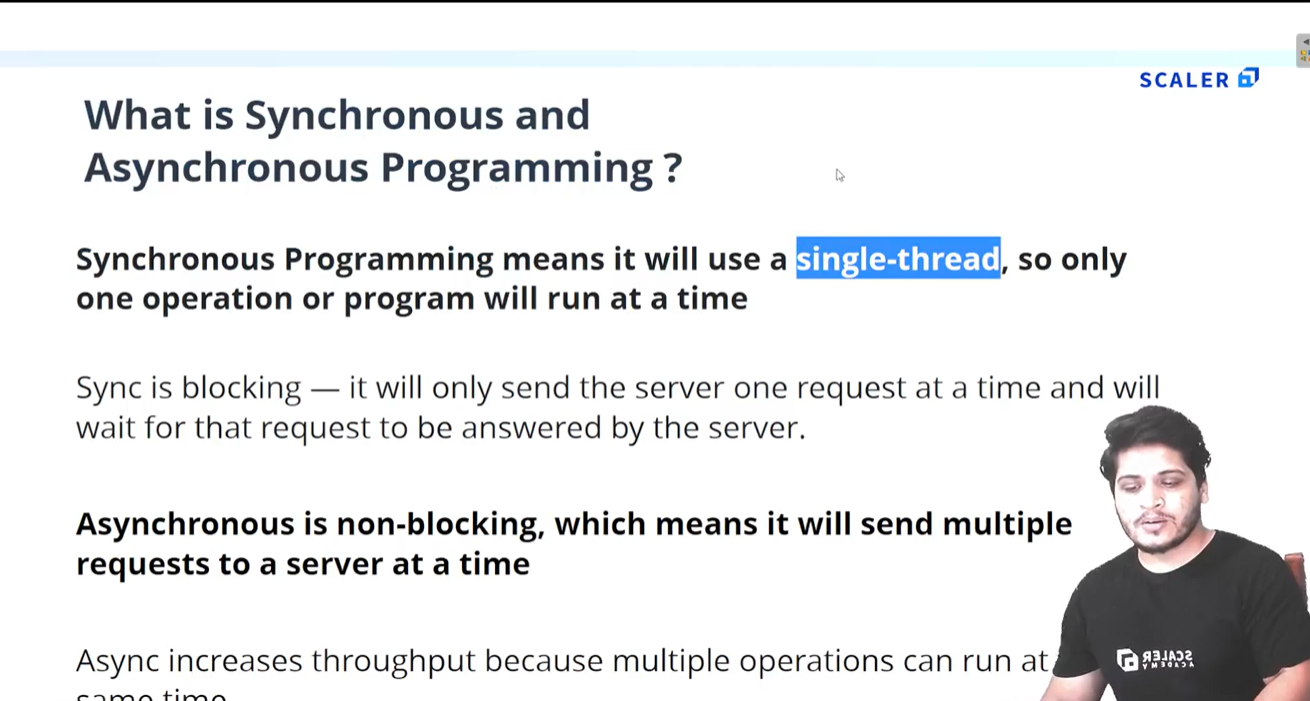 SCALER
What is Synchronous and
Asynchronous Programming ?
Synchronous Programming means it will use a single-thread, so only
one operation or program will run at a time
Sync is blocking — it will only send the server one request at a time and will
wait for that request to be answered by the server.
Asynchronous is non-blocking, which means it will send multiple
requests to a server at a time
Async increases throughput because multiple operations can run at
same time.
SCALER
ACADEMY